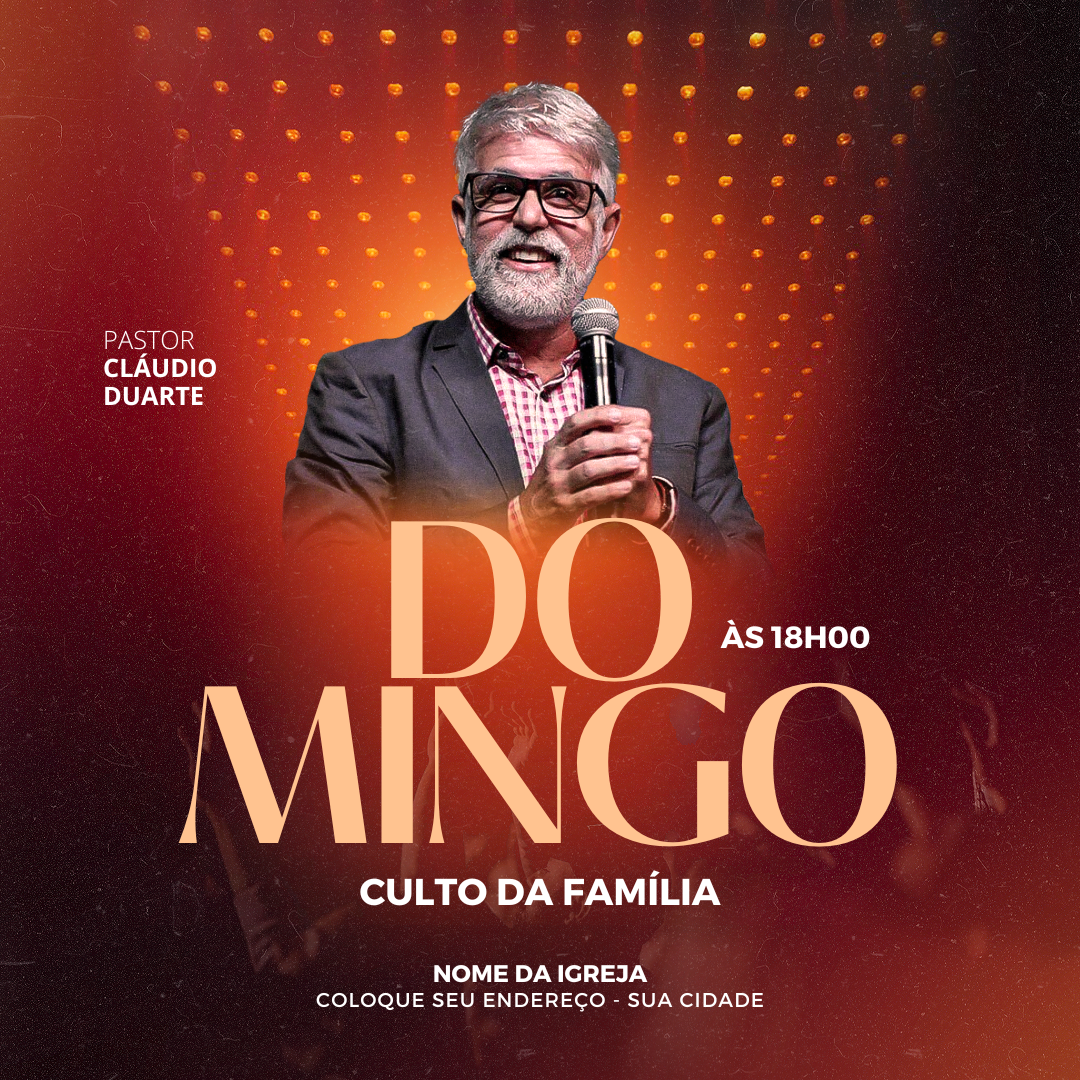 PASTOR
CLÁUDIO
DUARTE
DO
ÀS 18H00
MINGO
CULTO DA FAMÍLIA
NOME DA IGREJA
COLOQUE SEU ENDEREÇO - SUA CIDADE